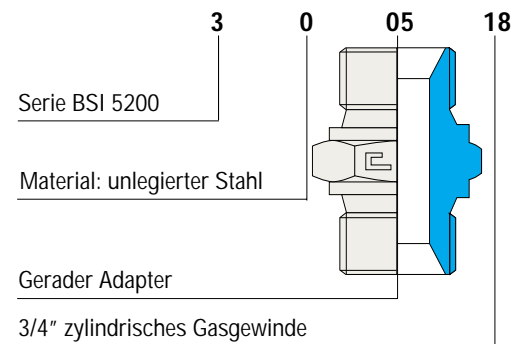 3 0 05 18
Serie BSI 5200
Material: unlegierter Stahl
Gerader Adapter
3/4″ zylindrisches Gasgewinde